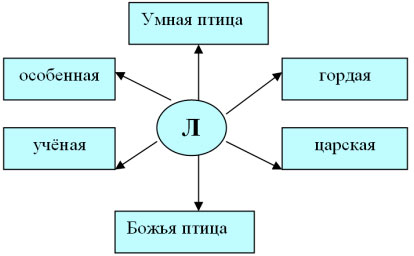 Умная птица
особенная
гордая
Л
учёная
царская
Божья птица